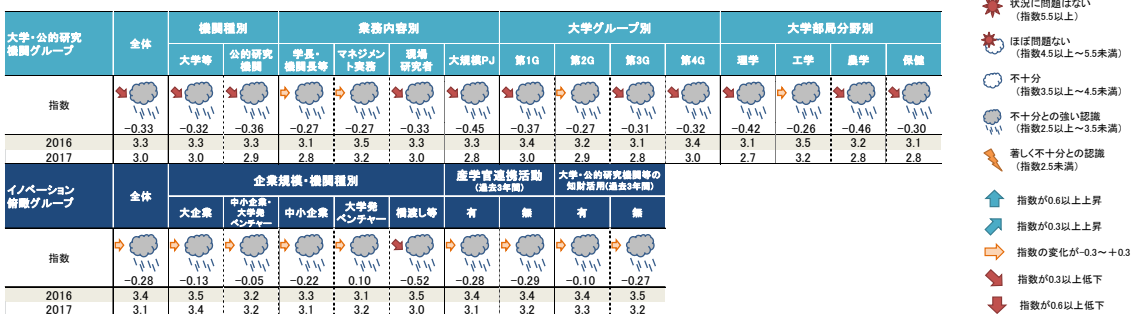 大学・公的研究
機関グループ
全体
機関種別
業務内容別
大学グループ別
大学部局分野別
大学等
公的研究
機関
学長・
機関長等
マネジメン
ト実務
現場
研究者
大規模PJ
第1G
第2G
第3G
第4G
理学
工学
農学
保健
指数
-0.33 -0.32 -0.36 -0.27 -0.27 -0.33 -0.45 -0.37 -0.27 -0.31 -0.32 -0.42 -0.26 -0.46 -0.30
2016 3.3 3.3 3.3 3.1 3.5 3.3 3.3 3.4 3.2 3.1 3.4 3.1 3.5 3.2 3.1
2017 3.0 3.0 2.9 2.8 3.2 3.0 2.8 3.0 2.9 2.8 3.0 2.7 3.2 2.8 2.8
イノベーション
俯瞰グループ
全体
企業規模・機関種別
産学官連携活動
(過去3年間)
大学・公的研究機関等の
知財活用(過去3年間)
大企業
中小企業・
大学発
ベンチャー
中小企業
大学発
ベンチャー
橋渡し等
有
無
有
無
指数
-0.28 -0.13 -0.05 -0.22 0.10 -0.52 -0.28 -0.29 -0.10 -0.27
2016 3.4 3.5 3.2 3.3 3.1 3.5 3.4 3.4 3.4 3.5
2017 3.1 3.4 3.2 3.1 3.2 3.0 3.1 3.2 3.3 3.2
状況に問題はない
(指数5.5以上)
ほぼ問題ない
(指数4.5以上~5.5未満)
不十分
(指数3.5以上~4.5未満)
不十分との強い認識
(指数2.5以上~3.5未満)
著しく不十分との認識
(指数2.5未満)
指数が0.6以上上昇
指数が0.3以上上昇
指数の変化が-0.3~+0.3
指数が0.3以上低下
指数が0.6以上低下